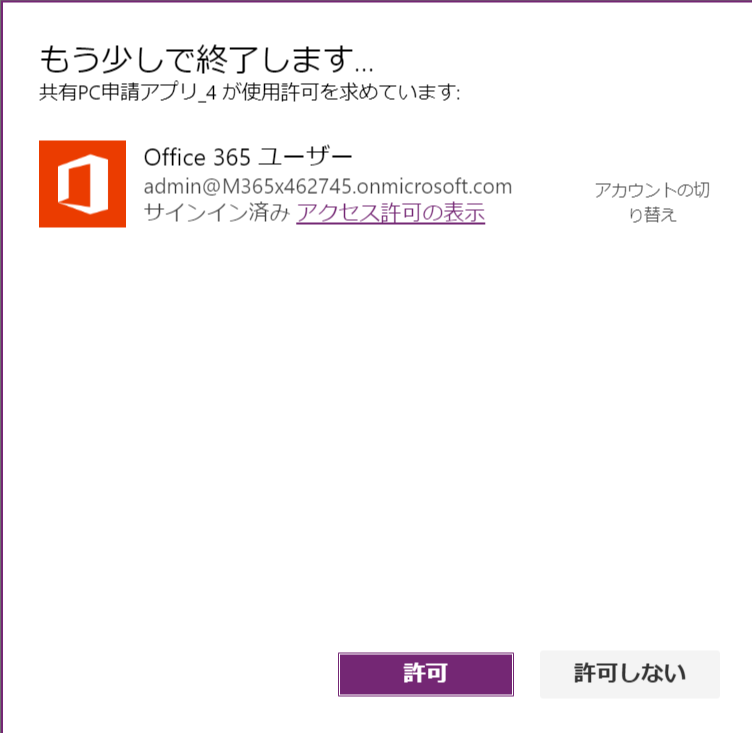 もう少しで終了します...
共有PC申請アプリ_4 が使用許可を求めています:
Office 365 ユーザー
admin@M365x462745.onmicrosoft.com
サインイン済み アクセス許可の表示
アカウントの切
り替え
許可
許可しない